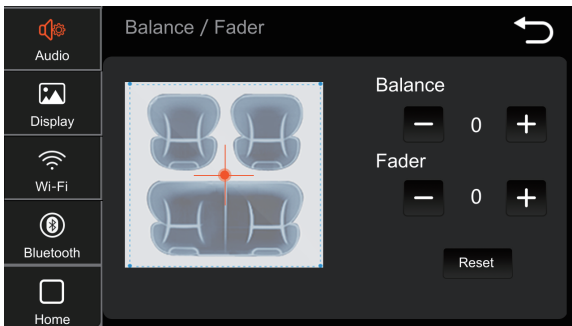 Audio
Display
Wi-Fi
Bluetooth
Home
Balance / Fader
Balance
0
Fader
0
Reset